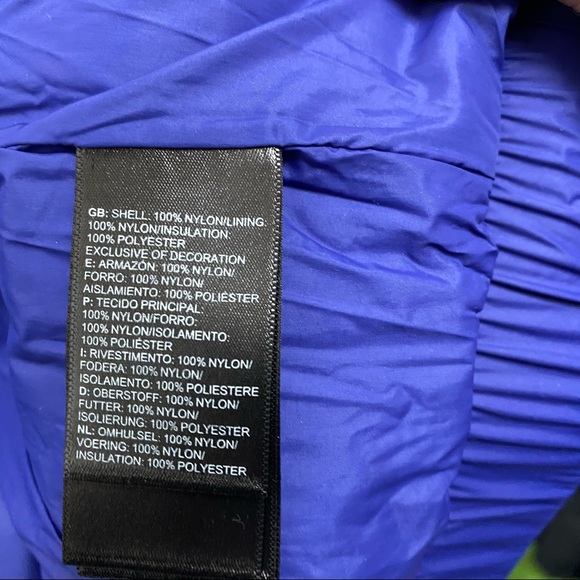 GB: SHELL: 100% NYLON/LINING:
100% NYLON/INSULATION:
100% POLYESTER
EXCLUSIVE OF DECORATION
E: ARMAZÓN: 100% NYLON/
FORRO: 100% NYLON/
AISLAMIENTO: 100% POLIÉSTER
P: TECIDO PRINCIPAL:
100% NYLON/FORRO:
100% NYLON/ISOLAMENTO:
100% POLIÉSTER
I: RIVESTIMENTO: 100% NYLON/
FODERA: 100% NYLON/
ISOLAMENTO: 100% POLIESTERE
D: OBERSTOFF: 100% NYLON/
FUTTER: 100% NYLON/
ISOLIERUNG: 100% POLYESTER
NL: OMHULSEL: 100% NYLON/
VOERING: 100% NYLON/
INSULATION: 100% POLYESTER